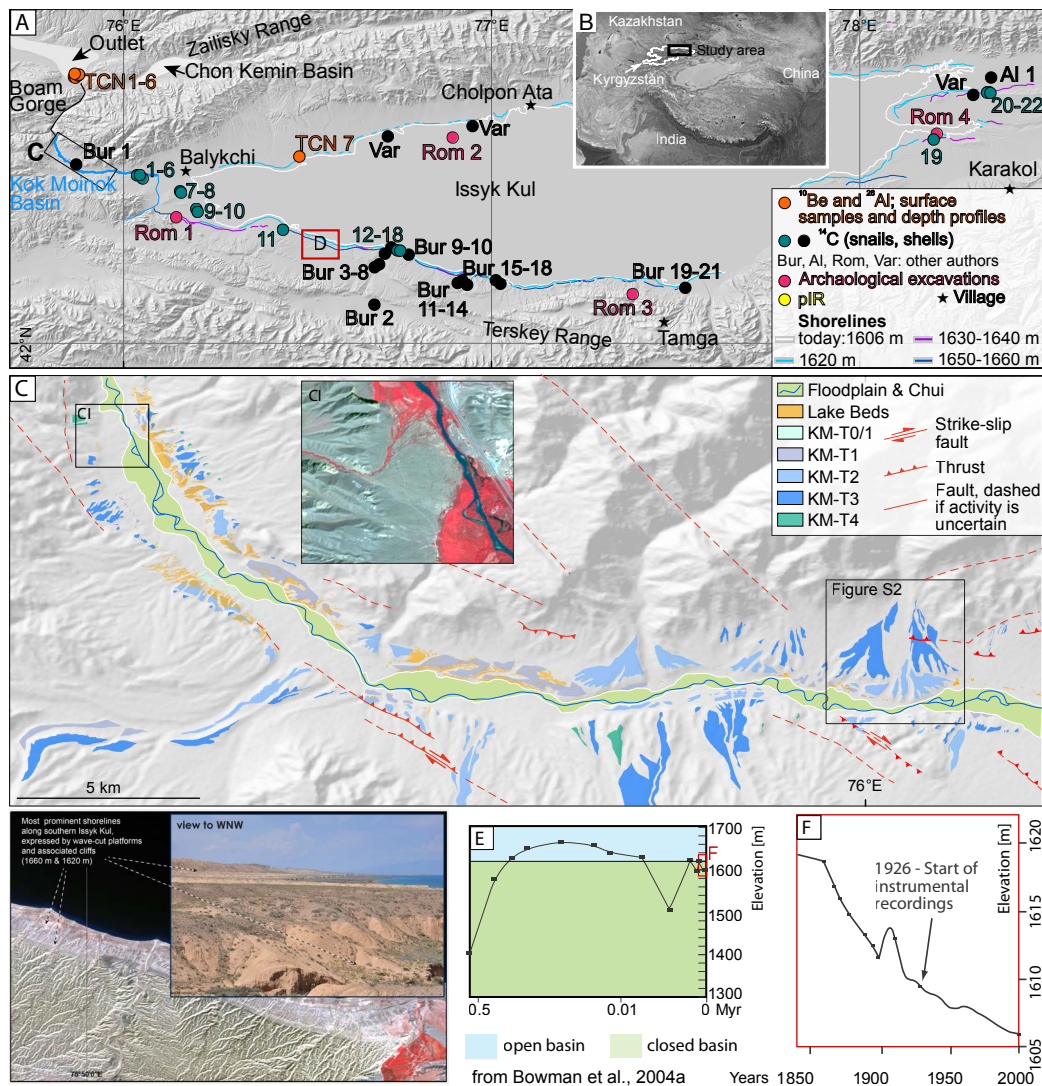 A
76°E
77°E
78°E
Outlet
Zailisky Range
TCN1-6
Chon Kemin Basin
Boam
Gorge
Cholpon Ata
C
Bur 1
TCN 7
Var
Var
Rom 2
Balykchi
Kok Moinok
Basin
1-6
7-8
9-10
Issyk Kul
Rom 1
11
D
12-18
Bur 9-10
Bur 3-8
Bur 15-18
Bur 19-21
Bur
11-14
Bur 2
Rom 3
Terskey Range
Tamga
42°N
B
Kazakhstan
Study area
Kyrgyzstan
China
India
Var
Al 1
20-22
Rom 4
19
Karakol
¹⁰Be and ²⁶Al; surface
samples and depth profiles
¹⁴C (snails, shells)
Bur, Al, Rom, Var: other authors
Archaological excavations
pIR
Village
Shorelines
today:1606 m
1630-1640 m
1620 m
1650-1660 m
C
CI
CI
Floodplain & Chui
Lake Beds
KM-T0/1
KM-T1
KM-T2
KM-T3
KM-T4
Strike-slip
fault
Thrust
Fault, dashed
if activity is
uncertain
Figure S2
5 km
76°E
Most prominent shorelines
along southern Issyk Kul,
expressed by wave-cut platforms
and associated cliffs
(1660 m & 1620 m)
view to WNW
78°50'0"E
E
1700
1600
1500
1400
1300
Elevation [m]
F
0.5
0.01
0
Myr
open basin
closed basin
from Bowman et al., 2004a
F
1926 - Start of
instrumental
recordings
Elevation [m]
1620
1615
1610
1605
Years
1850
1900
1950
2000